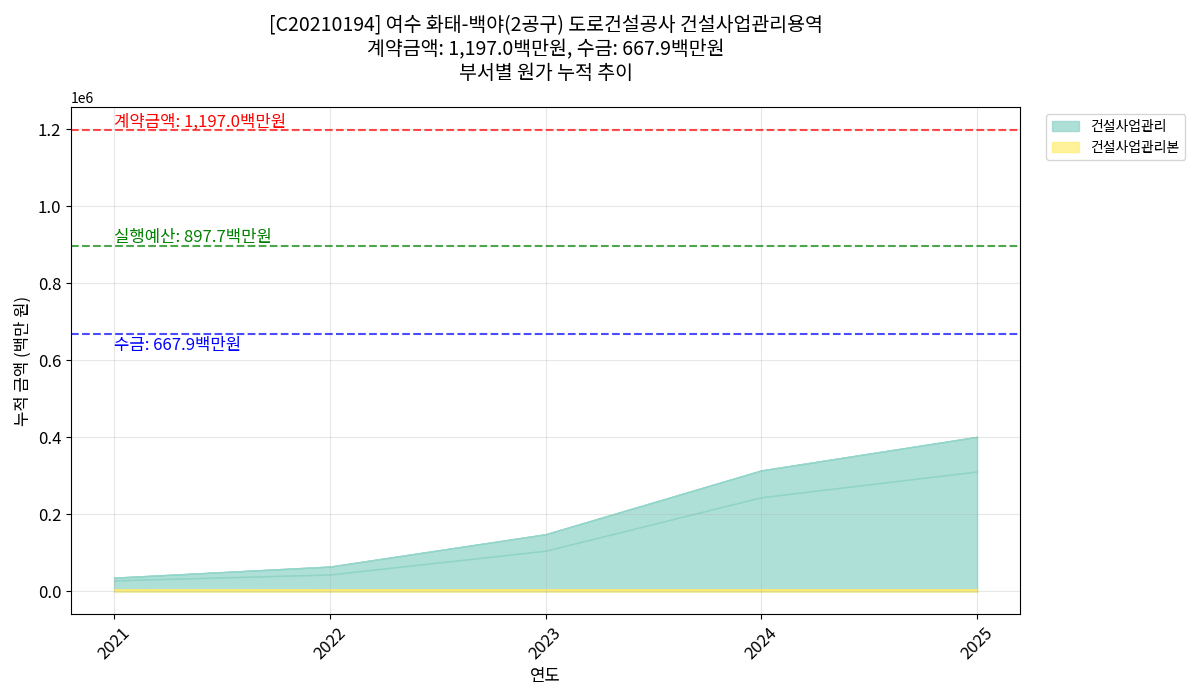 [C20210194] 여수 화태-백야(2공구) 도로건설공사 건설사업관리용역
계약금액: 1,197.0백만원, 수금: 667.9백만원
부서별 원가 누적 추이
1e6
계약금액: 1,197.0백만원
실행예산: 897.7백만원
수금: 667.9백만원
1.2
1.0
0.8
0.6
0.4
0.2
0.0
누적 금액 (백만 원)
2021
2022
2023
2024
2025
연도
건설사업관리
건설사업관리본